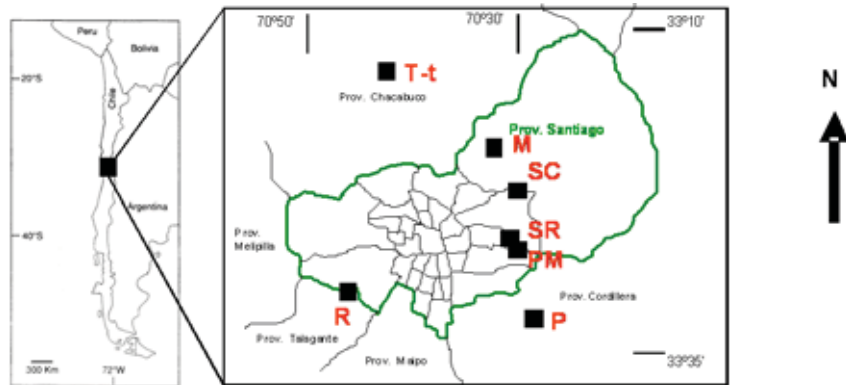 Peru
Bolivia
20°S
Chile
Argentina
40°S
300 Km
72°W
70°50
70°30
33°10
T-t
Prov. Chacabuco
Prov. Santiago
M
SC
SR
PM
Prov. Melipilla
R
P
Prov. Cordillera
Prov. Talagante
Prov. Maipo
33°35
N